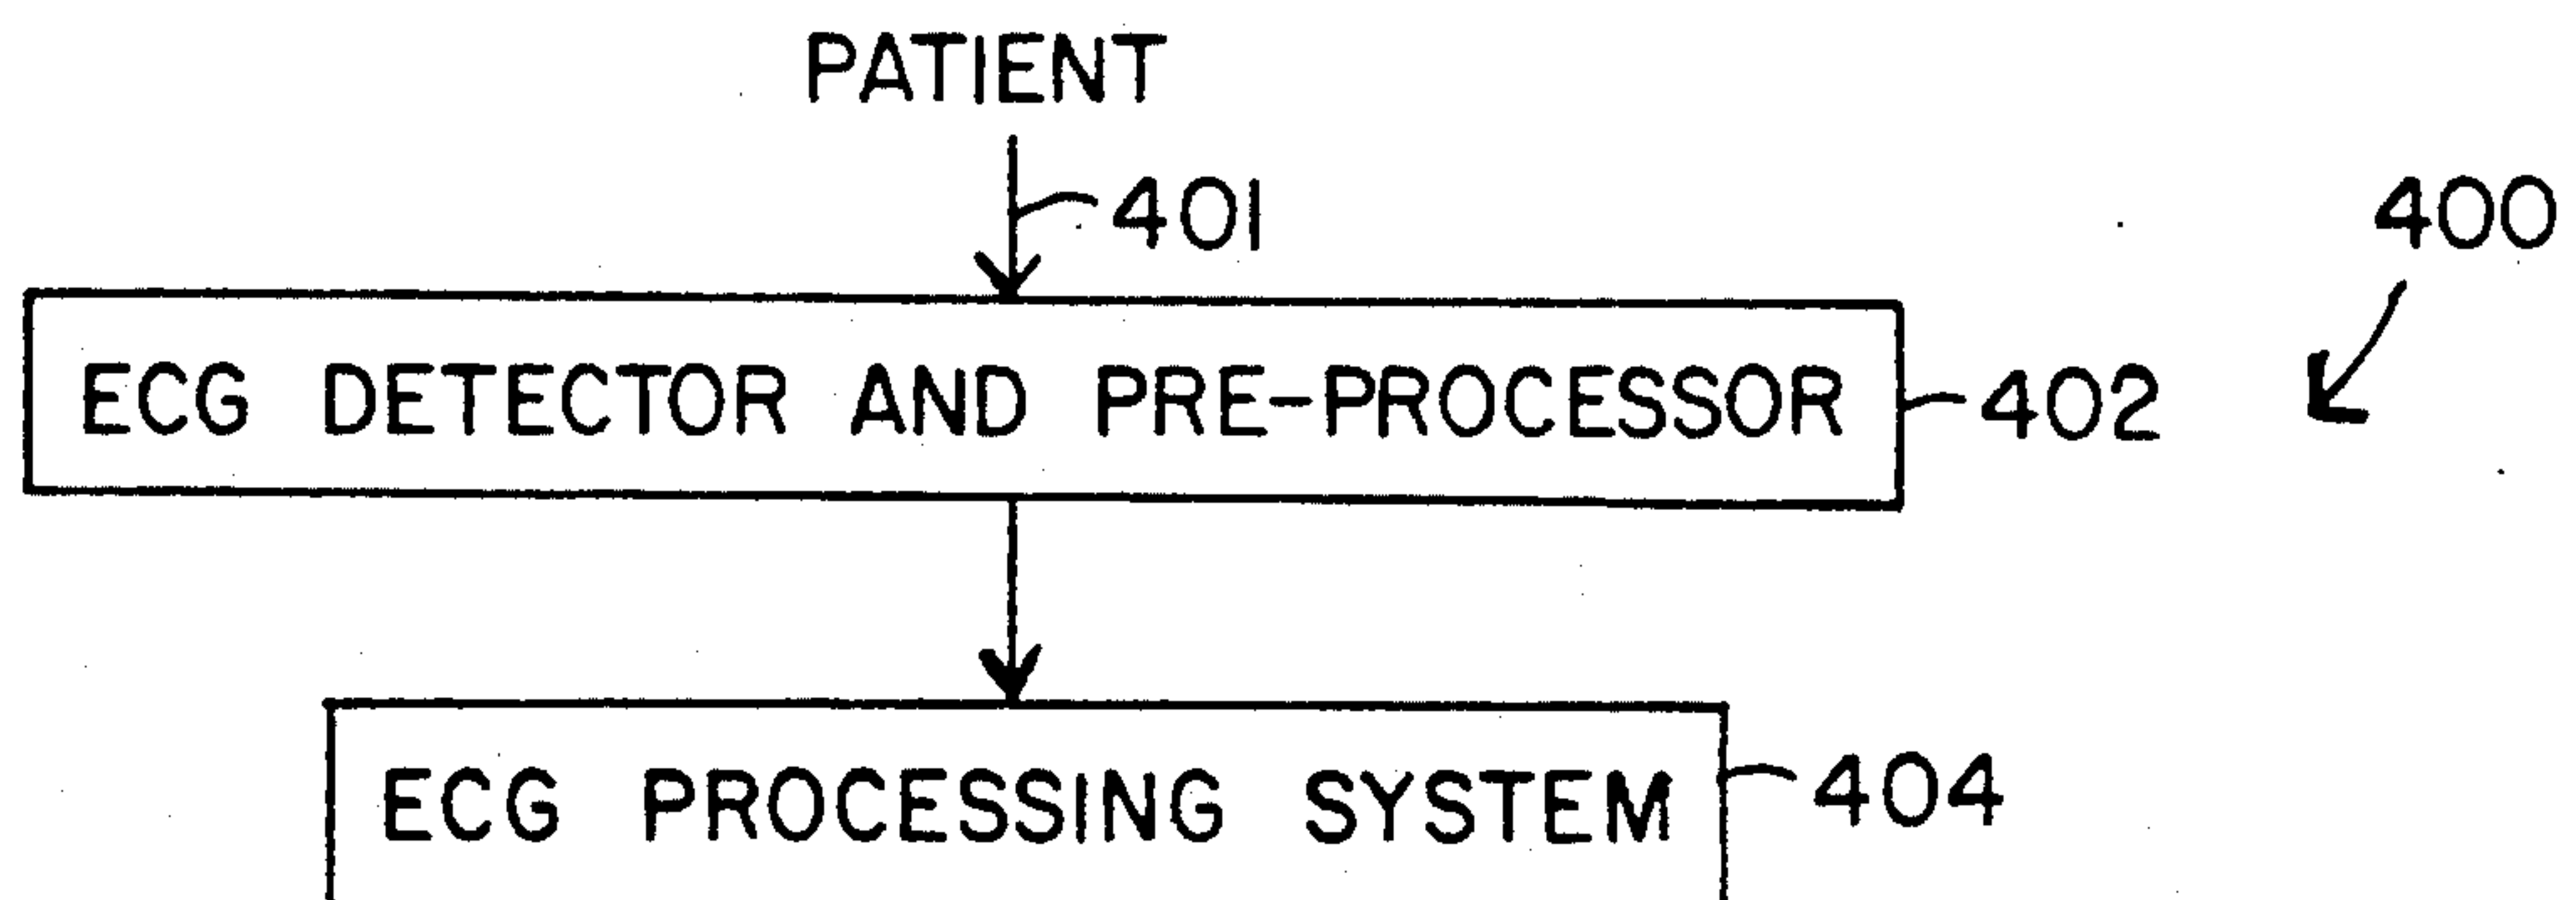 PATIENT
401
400
ECG DETECTOR AND PRE-PROCESSOR
402
ECG PROCESSING SYSTEM
404